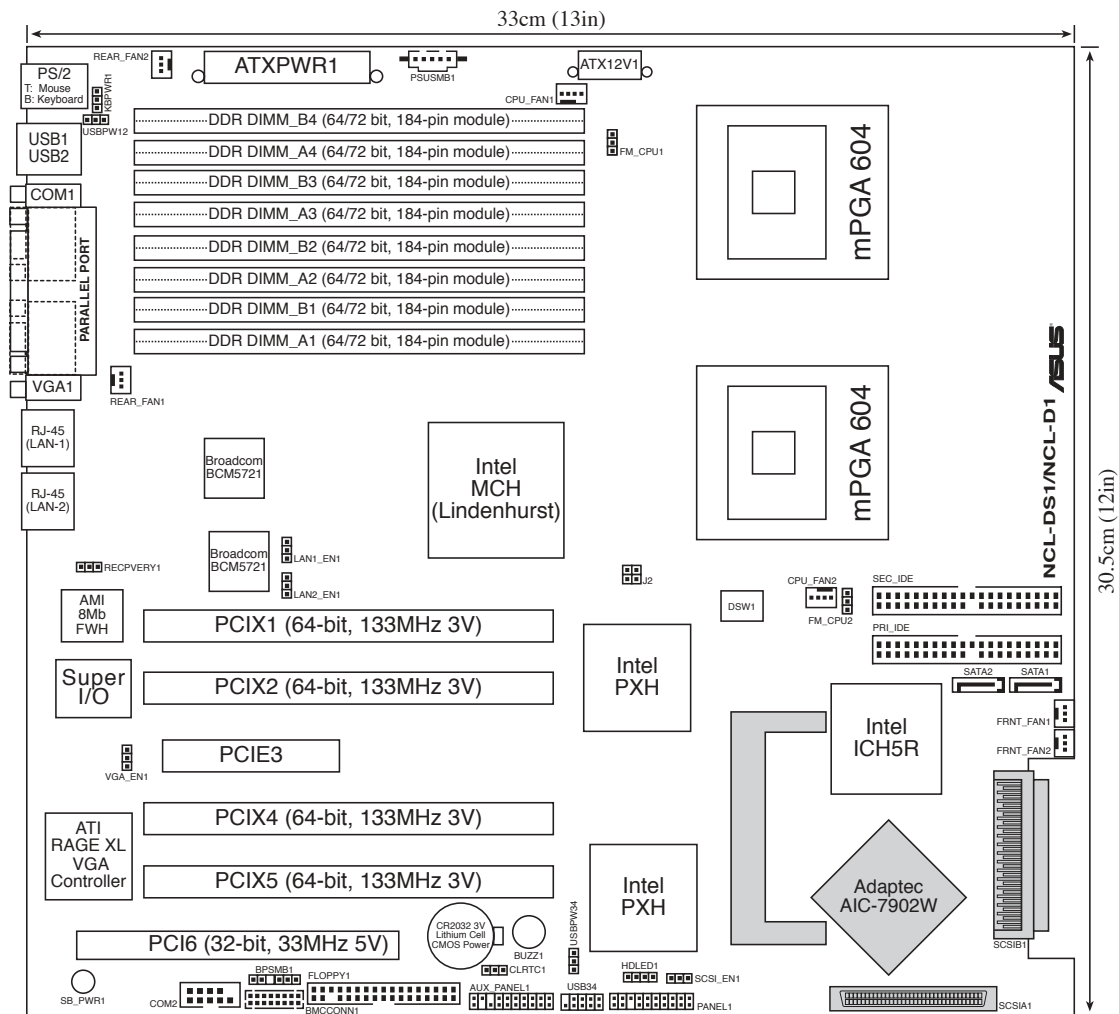 33cm (13in)
REAR_FAN2
ATXPWR1
PSUSMB1
ATX12V1
PS/2
T: Mouse
B: Keyboard
KBPWR1
USBPW12
CPU_FAN1
USB1
USB2
DDR DIMM_B4 (64/72 bit, 184-pin module)
DDR DIMM_A4 (64/72 bit, 184-pin module)
DDR DIMM_B3 (64/72 bit, 184-pin module)
DDR DIMM_A3 (64/72 bit, 184-pin module)
DDR DIMM_B2 (64/72 bit, 184-pin module)
DDR DIMM_A2 (64/72 bit, 184-pin module)
DDR DIMM_B1 (64/72 bit, 184-pin module)
DDR DIMM_A1 (64/72 bit, 184-pin module)
FM_CPU1
mPGA 604
COM1
PARALLEL PORT
VGA1
REAR_FAN1
RJ-45
(LAN-1)
RJ-45
(LAN-2)
Broadcom
BCM5721
Intel
MCH
(Lindenhurst)
mPGA 604
NCL-DS1/NCL-D1
ASUS
30.5cm (12in)
Broadcom
BCM5721
LAN1_EN1
LAN2_EN1
RECPVERY1
J2
CPU_FAN2
SEC_IDE
DSW1
FM_CPU2
AMI
8Mb
FWH
PCIX1 (64-bit, 133MHz 3V)
PRI_IDE
Super
I/O
PCIX2 (64-bit, 133MHz 3V)
Intel
PXH
SATA2
SATA1
Intel
ICH5R
FRNT_FAN1
FRNT_FAN2
VGA_EN1
PCIE3
ATI
RAGE XL
VGA
Controller
PCIX4 (64-bit, 133MHz 3V)
PCIX5 (64-bit, 133MHz 3V)
Intel
PXH
Adaptec
AIC-7902W
SCSIB1
PCI6 (32-bit, 33MHz 5V)
CR2032 3V
Lithium Cell
CMOS Power
BUZZ1
USBPW34
CLRTC1
SB_PWR1
COM2
BPSMB1
BMCCONN1
FLOPPY1
AUX_PANEL1
USB34
HDLED1
SCSI_EN1
PANEL1
SCSIA1